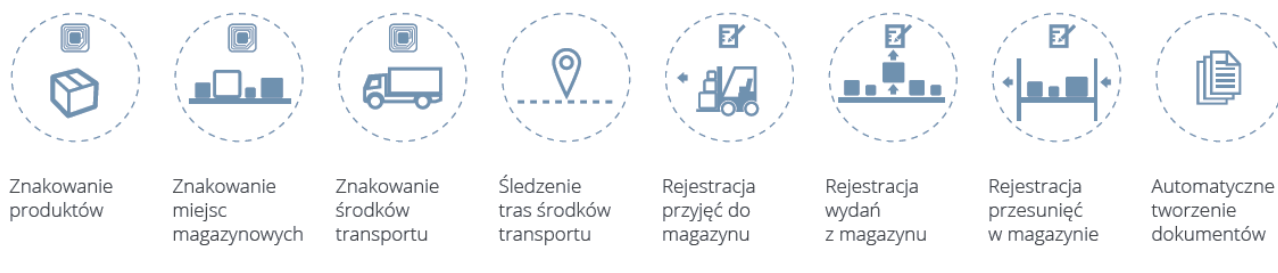 Znakowanie
produktów
Znakowanie
miejsc
magazynowych
Znakowanie
środków
transportu
Śledzenie
tras środków
transportu
Rejestracja
przyjęć do
magazynu
Rejestracja
wydań
z magazynu
Rejestracja
przesunięć
w magazynie
Automatyczne
tworzenie
dokumentów